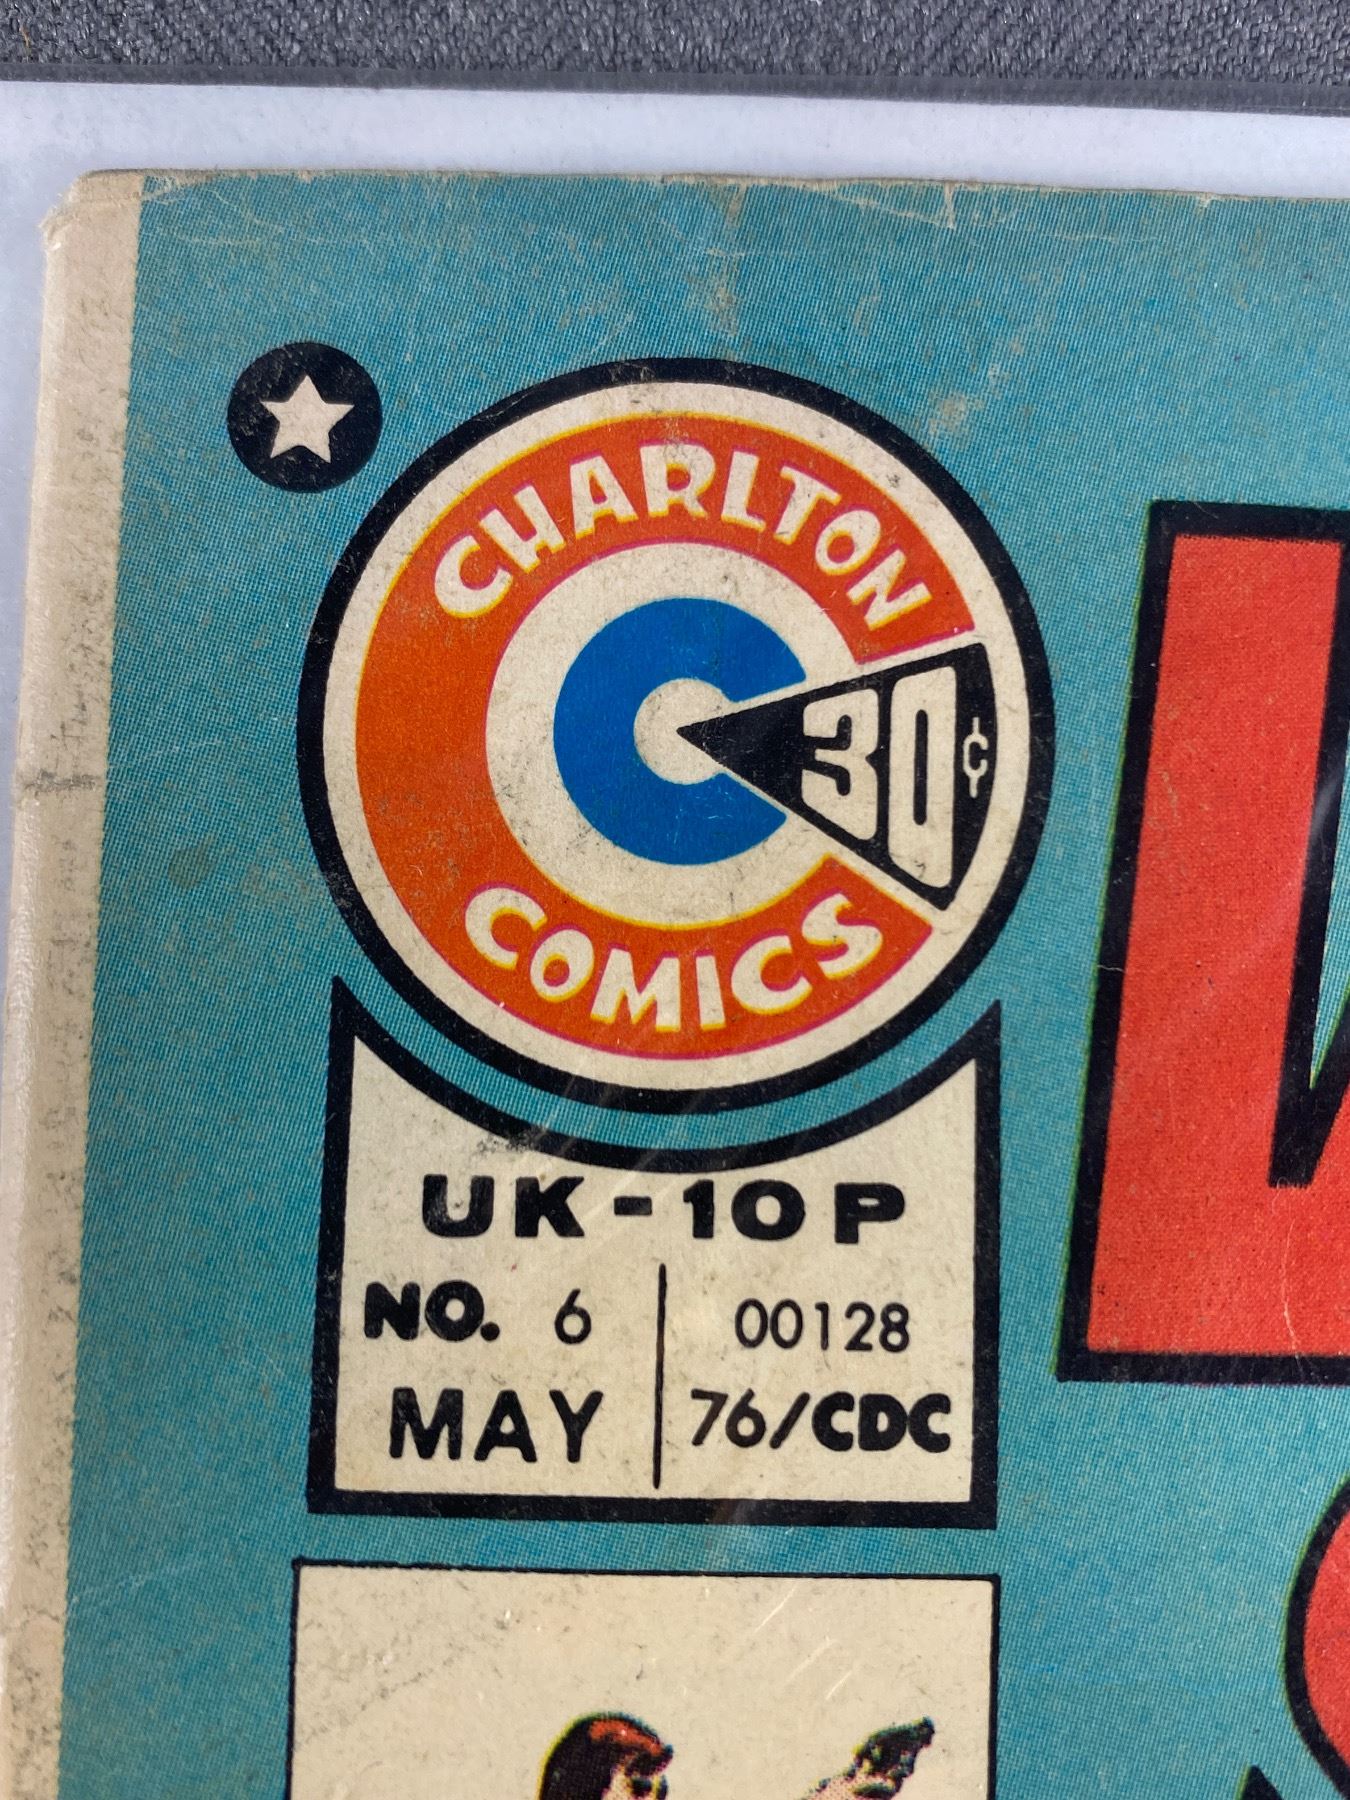 CHARLTON
30¢
COMICS
UK-10P
NO. 6
00128
MAY
76/CDC